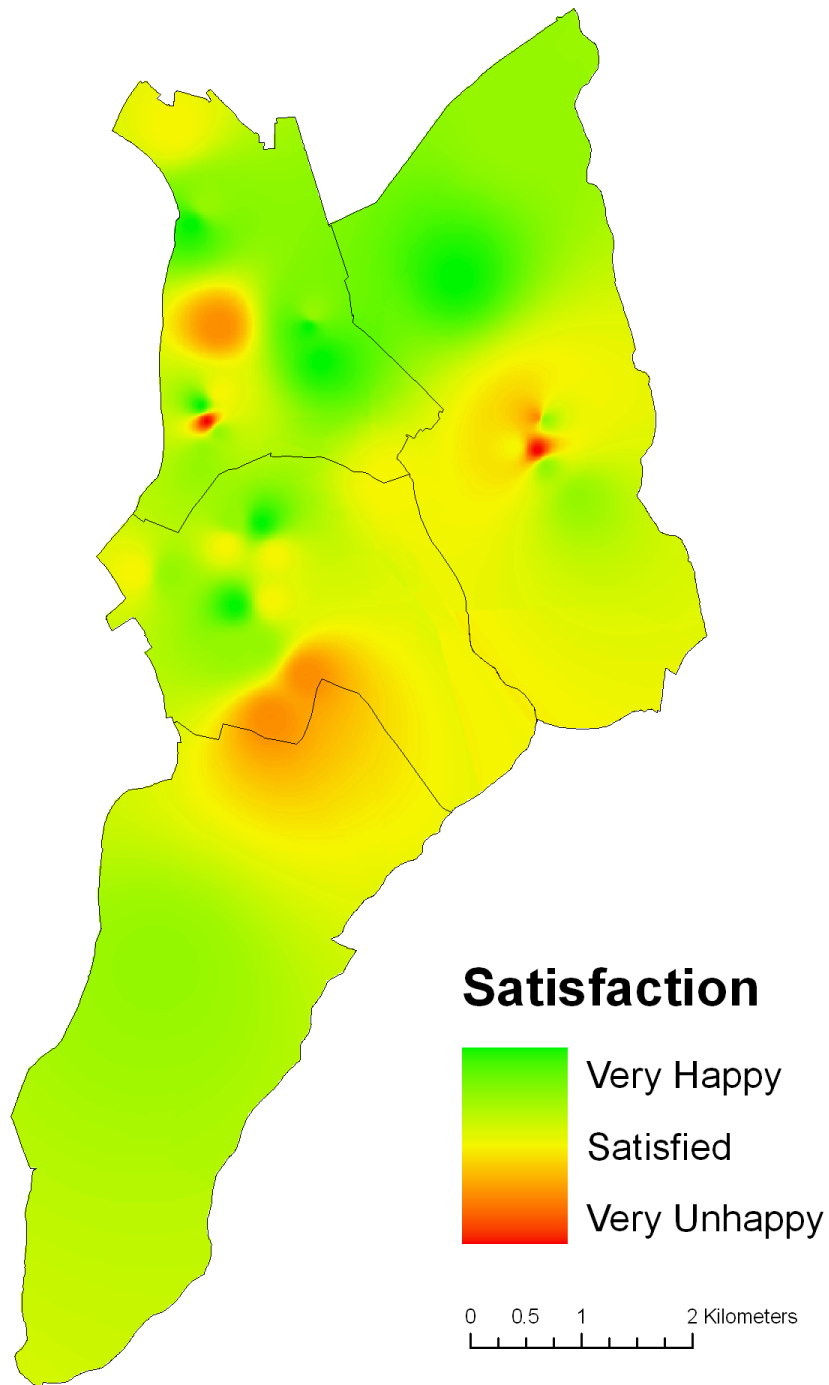 Satisfaction
Very Happy
Satisfied
Very Unhappy
0 0.5 1 2 Kilometers